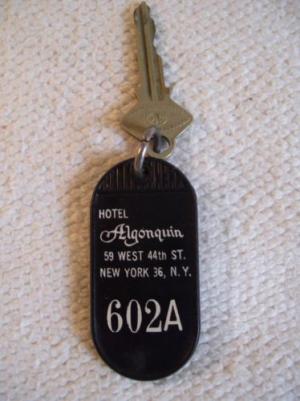 HOTEL
Algonquin
59 WEST 44th ST.
NEW YORK 36, N. Y.
602A